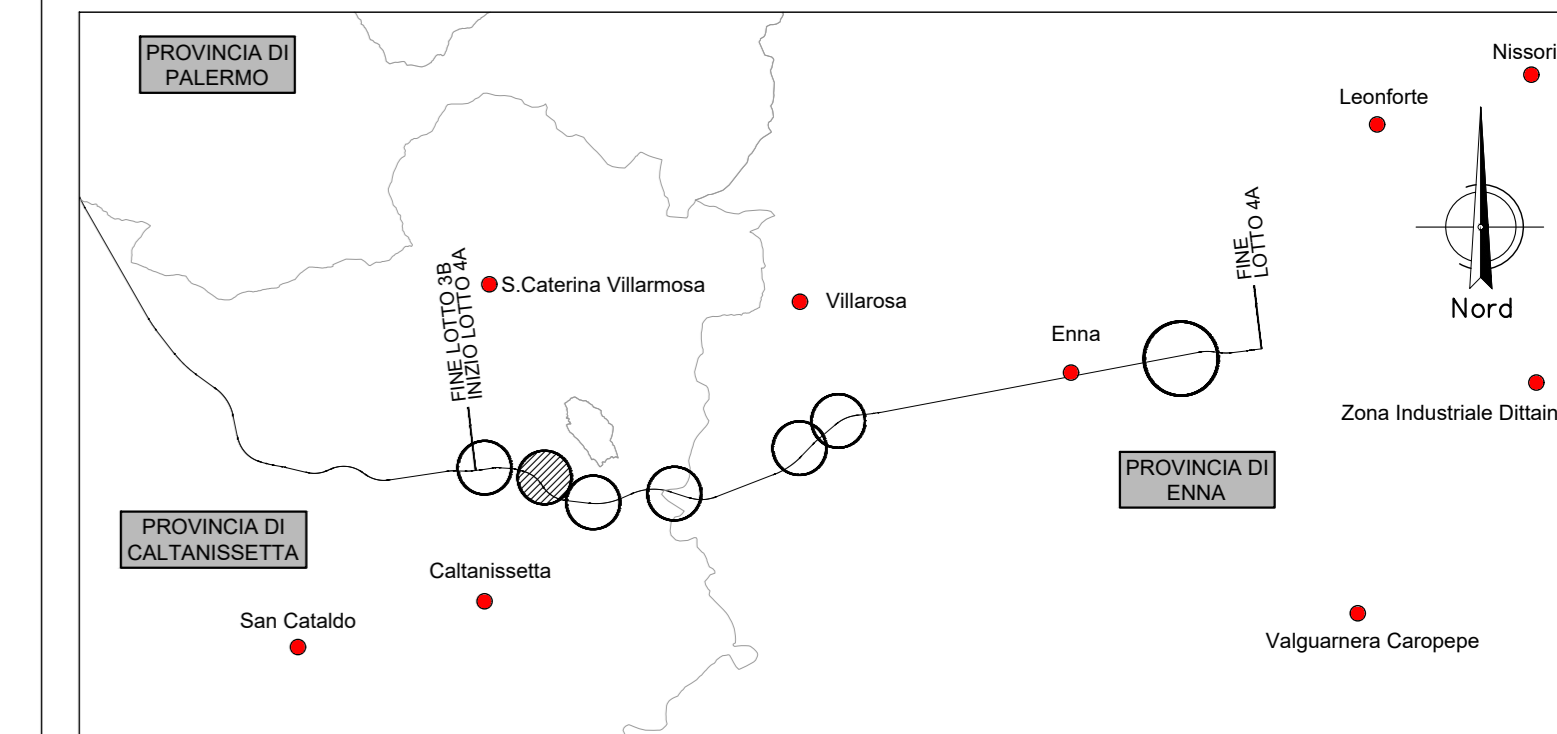 PROVINCIA DI
PALERMO
Nissori
Leonforte
FINE
LOTTO 4A
FINE LOTTO 3B
INIZIO LOTTO 4A
S.Caterina Villarmosa
Villarosa
Nord
Enna
Zona Industriale Dittain
PROVINCIA DI
ENNA
PROVINCIA DI
CALTANISSETTA
Caltanissetta
San Cataldo
Valguarnera Caropepe